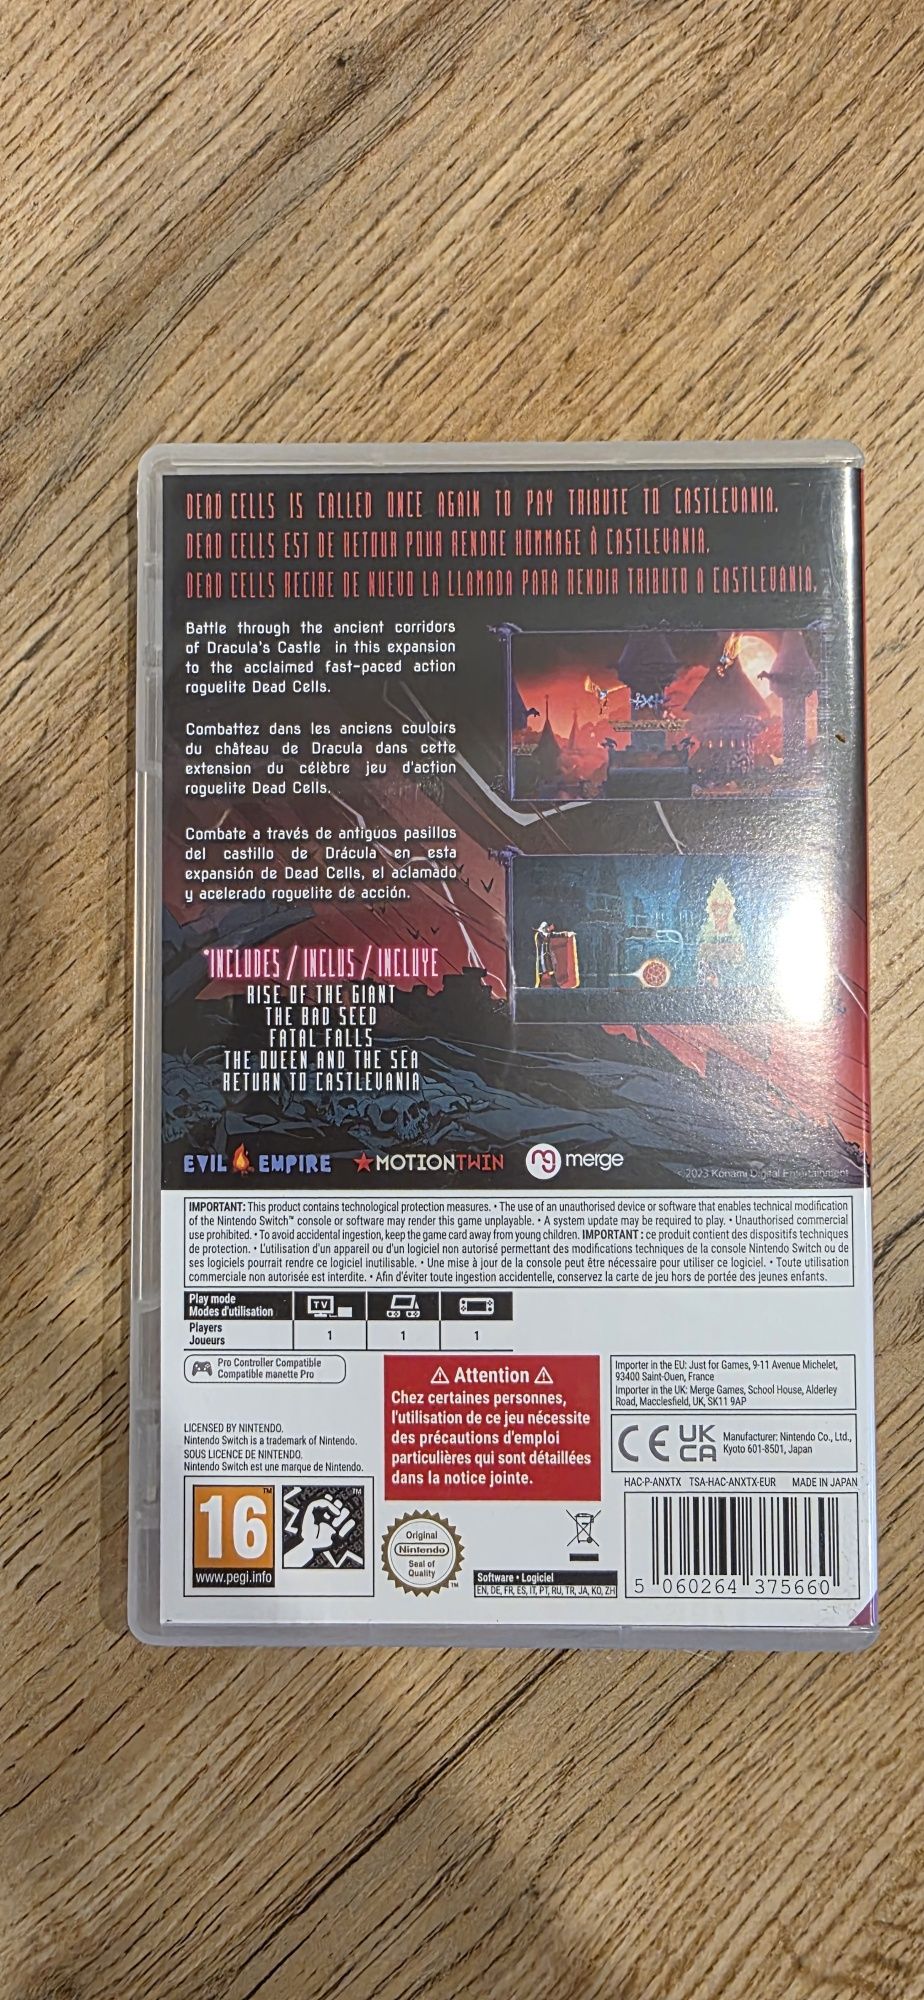 DEAD CELLS IS CALLED ONCE AGAIN TO PAY TRIBUTE TO CASTLEVANIA.
DEAD CELLS EST DE RETOUR POUR RENDRE HOMMAGE À CASTLEVANIA.
DEAD CELLS RECIBE DE NUEVO LA LLAMADA PARA RENDIR TRIBUTO A CASTLEVANIA.
Battle through the ancient corridors
of Dracula's Castle in this expansion
to the acclaimed fast-paced action
roguelite Dead Cells.
Combattez dans les anciens couloirs
du château de Dracula dans cette
extension du célèbre jeu d'action
roguelite Dead Cells.
Combate a través de antiguos pasillos
del castillo de Drácula en esta
expansión de Dead Cells, el aclamado
y acelerado roguelite de acción.
*INCLUDES / INCLUS / INCLUYE
RISE OF THE GIANT
THE BAD SEED
FATAL FALLS
THE QUEEN AND THE SEA
RETURN TO CASTLEVANIA
EVIL EMPIRE MOTIONTWIN merge
©2023 Konami Digital Entertainment
IMPORTANT: This product contains technological protection measures. • The use of an unauthorised device or software that enables technical modification
of the Nintendo Switch™ console or software may render this game unplayable. • A system update may be required to play. • Unauthorised commercial
use prohibited. • To avoid accidental ingestion, keep the game card away from young children. IMPORTANT : ce produit contient des dispositifs techniques
de protection. • L'utilisation d'un appareil ou d'un logiciel non autorisé permettant des modifications techniques de la console Nintendo Switch ou de
ses logiciels pourrait rendre ce logiciel inutilisable. • Une mise à jour de la console peut être nécessaire pour utiliser ce logiciel. • Toute utilisation
commerciale non autorisée est interdite. • Afin d'éviter toute ingestion accidentelle, conservez la carte de jeu hors de portée des jeunes enfants.
Play mode
Modes d'utilisation
TV
Players
Joueurs
1 1 1
Pro Controller Compatible
Compatible manette Pro
LICENSED BY NINTENDO.
Nintendo Switch is a trademark of Nintendo.
SOUS LICENCE DE NINTENDO.
Nintendo Switch est une marque de Nintendo.
⚠ Attention ⚠
Chez certaines personnes,
l'utilisation de ce jeu nécessite
des précautions d'emploi
particulières qui sont détaillées
dans la notice jointe.
Importer in the EU: Just for Games, 9-11 Avenue Michelet,
93400 Saint-Ouen, France
Importer in the UK: Merge Games, School House, Alderley
Road, Macclesfield, UK, SK11 9AP
CE UK
CA
Manufacturer: Nintendo Co., Ltd.,
Kyoto 601-8501, Japan
HAC-P-ANXTX TSA-HAC-ANXTX-EUR MADE IN JAPAN
16™
www.pegi.info
TM
Original
Nintendo
Seal of
Quality
™
Software • Logiciel
EN, DE, FR, ES, IT, PT, RU, TR, JA, KO, ZH
5 060264 375660